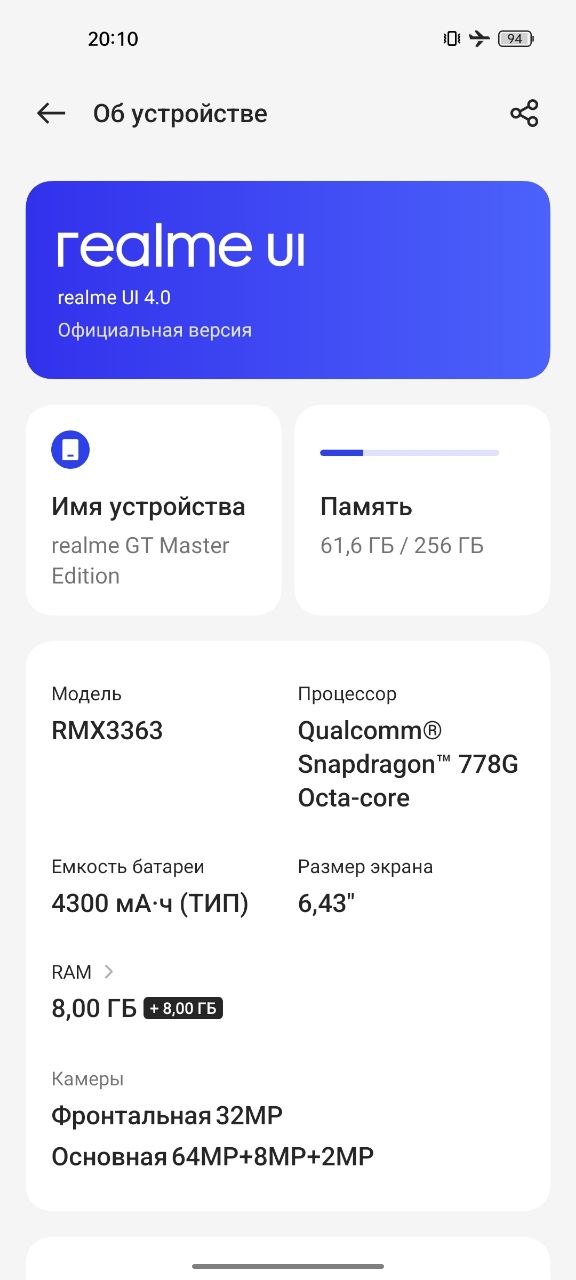 20:10
94
Об устройстве
realme UI
realme UI 4.0
Официальная версия
Имя устройства
realme GT Master
Edition
Память
61,6 ГБ / 256 ГБ
Модель
RMX3363
Процессор
Qualcomm®
Snapdragon™ 778G
Octa-core
Емкость батареи
4300 мА·ч (ТИП)
Размер экрана
6,43"
RAM
8,00 ГБ + 8,00 ГБ
Камеры
Фронтальная 32MP
Основная 64MP+8MP+2MP